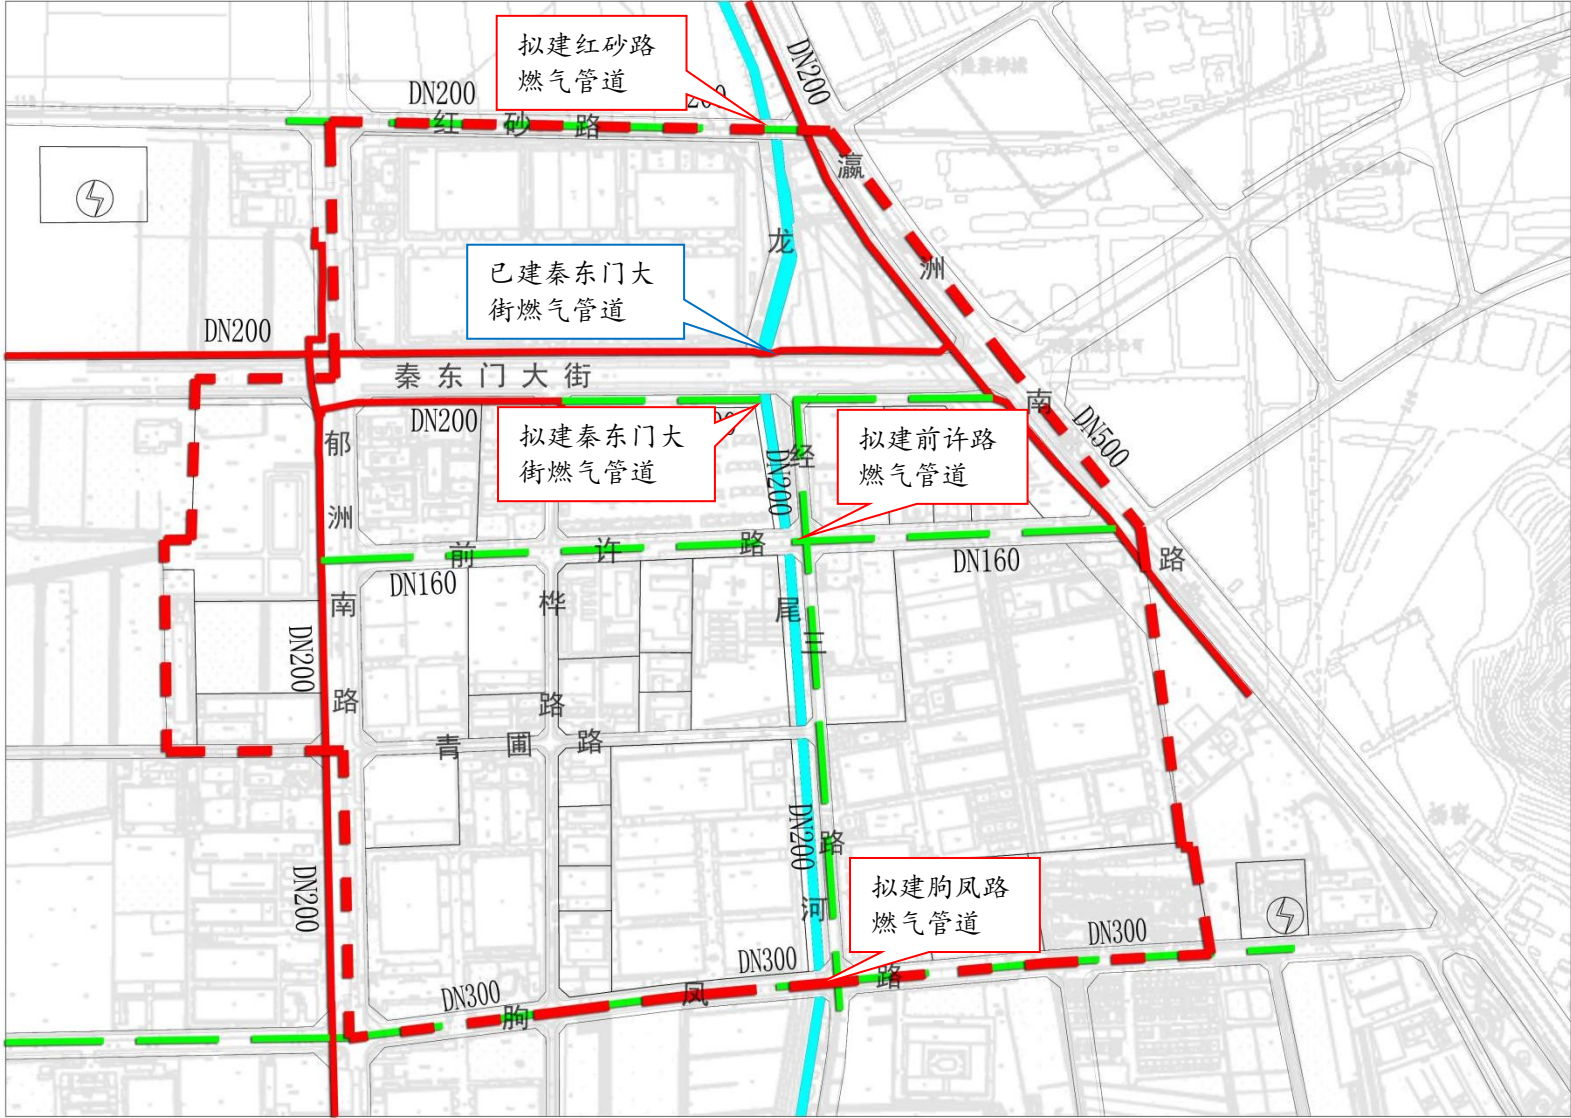 拟建红砂路
燃气管道
DN200
DN200
红砂路
瀛洲南路
龙尾河
已建秦东门大
街燃气管道
DN200
秦东门大街
DN200
拟建秦东门大
街燃气管道
拟建前许路
燃气管道
DN500
DN200
经三路
郁洲南路
前许路
DN160
DN160
DN200
桦路
青圃路
DN200
DN200
拟建朐凤路
燃气管道
DN300
DN300
DN300
朐凤路